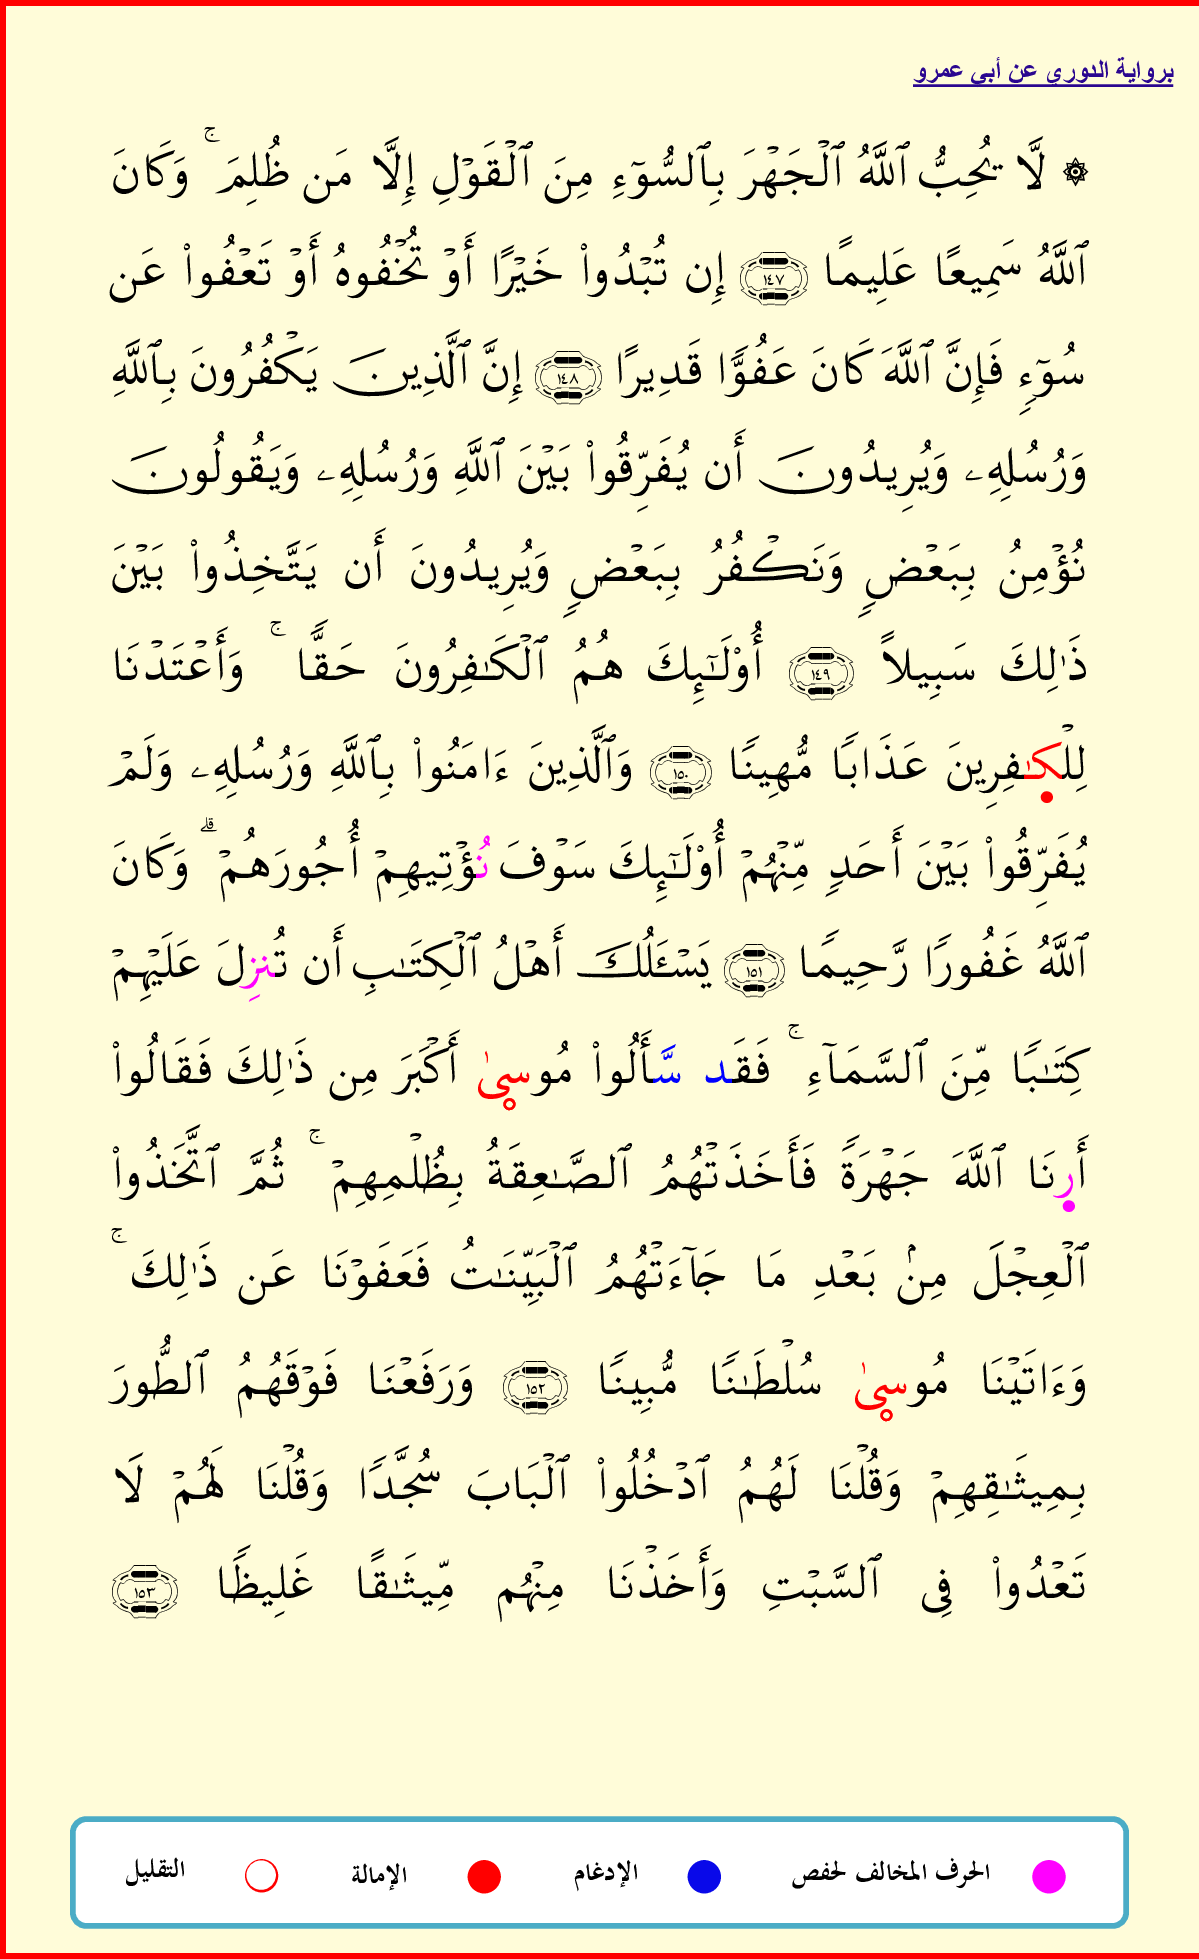 برواية الدوري عن أبي عمرو
۞ لَّا يُحِبُّ ٱللَّهُ ٱلْجَهْرَ بِٱلسُّوٓءِ مِنَ ٱلْقَوْلِ إِلَّا مَن ظُلِمَ ۚ وَكَانَ
ٱللَّهُ سَمِيعًا عَلِيمًا ١٤٧ إِن تُبْدُوا۟ خَيْرًا أَوْ تُخْفُوهُ أَوْ تَعْفُوا۟ عَن
سُوٓءٍ فَإِنَّ ٱللَّهَ كَانَ عَفُوًّا قَدِيرًا ١٤٨ إِنَّ ٱلَّذِينَ يَكْفُرُونَ بِٱللَّهِ
وَرُسُلِهِۦ وَيُرِيدُونَ أَن يُفَرِّقُوا۟ بَيْنَ ٱللَّهِ وَرُسُلِهِۦ وَيَقُولُونَ
نُؤْمِنُ بِبَعْضٍ وَنَكْفُرُ بِبَعْضٍ وَيُرِيدُونَ أَن يَتَّخِذُوا۟ بَيْنَ
ذَٰلِكَ سَبِيلاً ١٤٩ أُو۟لَـٰٓئِكَ هُمُ ٱلْكَـٰفِرُونَ حَقًّا ۚ وَأَعْتَدْنَا
لِلْكَـٰفِرِينَ عَذَابًا مُّهِينًا ١٥٠ وَٱلَّذِينَ ءَامَنُوا۟ بِٱللَّهِ وَرُسُلِهِۦ وَلَمْ
يُفَرِّقُوا۟ بَيْنَ أَحَدٍ مِّنْهُمْ أُو۟لَـٰٓئِكَ سَوْفَ نُؤْتِيهِمْ أُجُورَهُمْ ۗ وَكَانَ
ٱللَّهُ غَفُورًا رَّحِيمًا ١٥١ يَسْـَٔلُكَ أَهْلُ ٱلْكِتَـٰبِ أَن تُنزِلَ عَلَيْهِمْ
كِتَـٰبًا مِّنَ ٱلسَّمَآءِ ۚ فَقَد سَّأَلُوا۟ مُوسىٰ أَكْبَرَ مِن ذَٰلِكَ فَقَالُوا۟
أَرِنَا ٱللَّهَ جَهْرَةً فَأَخَذَتْهُمُ ٱلصَّـٰعِقَةُ بِظُلْمِهِمْ ۚ ثُمَّ ٱتَّخَذُوا۟
ٱلْعِجْلَ مِنۢ بَعْدِ مَا جَآءَتْهُمُ ٱلْبَيِّنَـٰتُ فَعَفَوْنَا عَن ذَٰلِكَ ۚ
وَءَاتَيْنَا مُوسىٰ سُلْطَـٰنًا مُّبِينًا ١٥٢ وَرَفَعْنَا فَوْقَهُمُ ٱلطُّورَ
بِمِيثَـٰقِهِمْ وَقُلْنَا لَهُمُ ٱدْخُلُوا۟ ٱلْبَابَ سُجَّدًا وَقُلْنَا لَهُمْ لَا
تَعْدُوا۟ فِى ٱلسَّبْتِ وَأَخَذْنَا مِنْهُم مِّيثَـٰقًا غَلِيظًا ١٥٣
الحرف المخالف لحفص الإدغام الإمالة التقليل